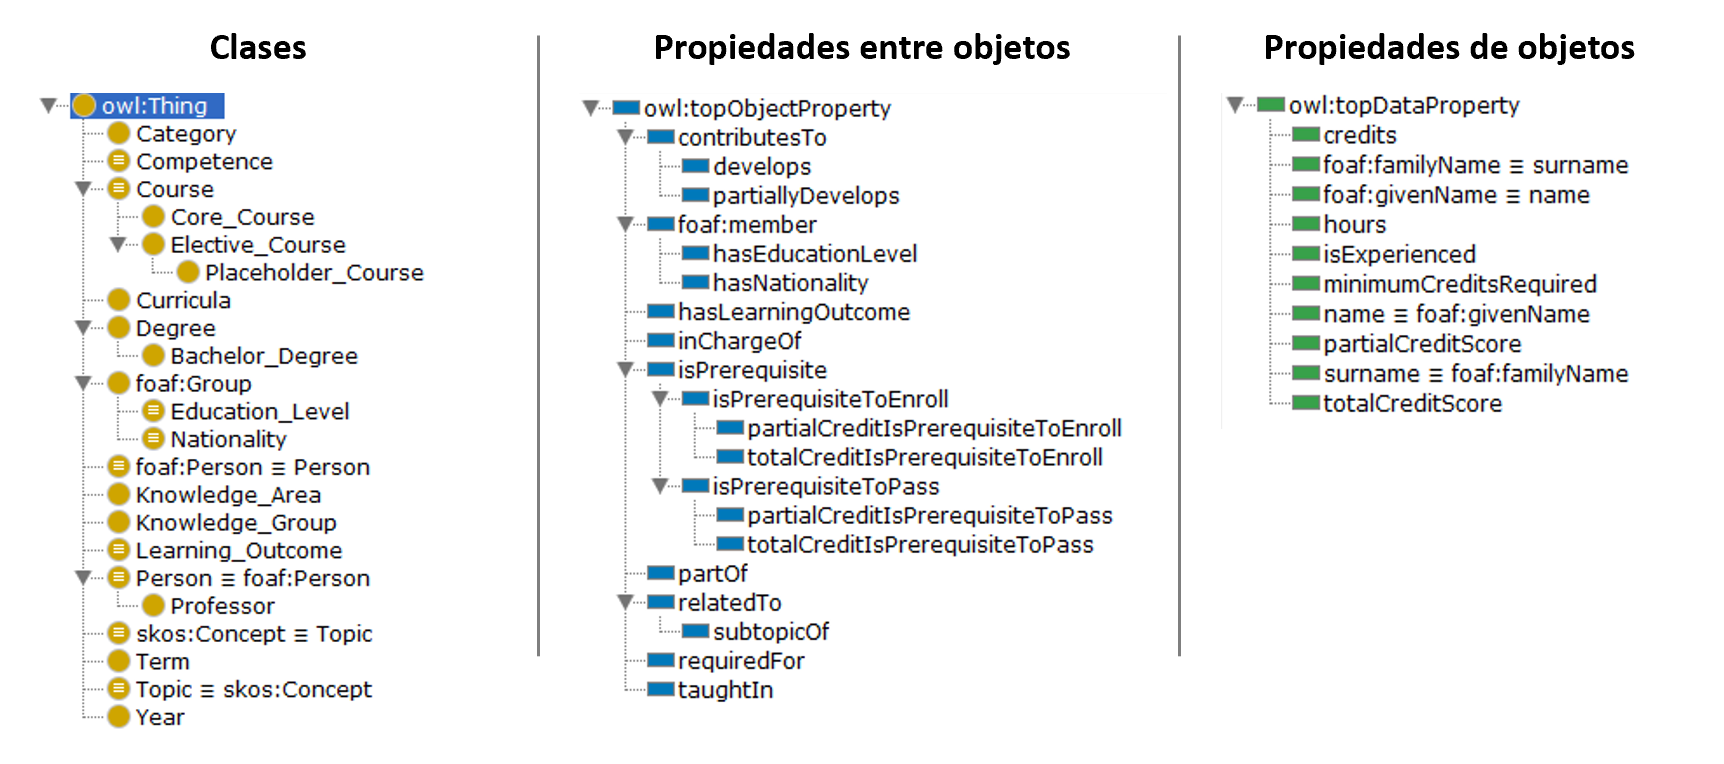 Clases
owl:Thing
Category
Competence
Course
Core_Course
Elective_Course
Placeholder_Course
Curricula
Degree
Bachelor_Degree
foaf:Group
Education_Level
Nationality
foaf:Person ≡ Person
Knowledge_Area
Knowledge_Group
Learning_Outcome
Person ≡ foaf:Person
Professor
skos:Concept ≡ Topic
Term
Topic ≡ skos:Concept
Year
Propiedades entre objetos
owl:topObjectProperty
contributesTo
develops
partiallyDevelops
foaf:member
hasEducationLevel
hasNationality
hasLearningOutcome
inChargeOf
isPrerequisite
isPrerequisiteToEnroll
partialCreditIsPrerequisiteToEnroll
totalCreditIsPrerequisiteToEnroll
isPrerequisiteToPass
partialCreditIsPrerequisiteToPass
totalCreditIsPrerequisiteToPass
partOf
relatedTo
subtopicOf
requiredFor
taughtIn
Propiedades de objetos
owl:topDataProperty
credits
foaf:familyName ≡ surname
foaf:givenName ≡ name
hours
isExperienced
minimumCreditsRequired
name ≡ foaf:givenName
partialCreditScore
surname ≡ foaf:familyName
totalCreditScore